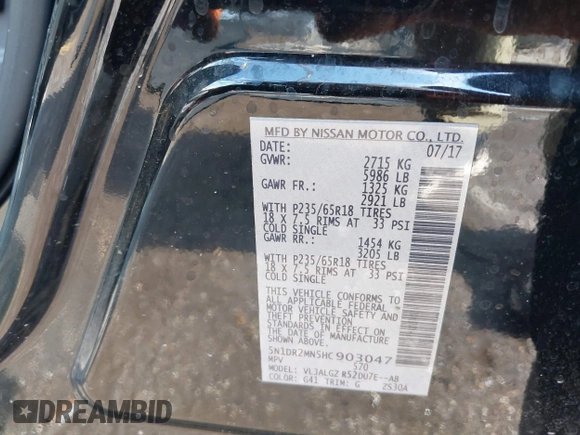 MFD BY NISSAN MOTOR CO., LTD.
DATE: 07/17
GVWR: 2715 KG
5986 LB
GAWR FR.: 1325 KG
2921 LB
WITH P235/65R18 TIRES
18 X 7.5 RIMS AT 33 PSI
COLD SINGLE
GAWR RR.: 1454 KG
3205 LB
WITH P235/65R18 TIRES
18 X 7.5 RIMS AT 33 PSI
COLD SINGLE
THIS VEHICLE CONFORMS TO
ALL APPLICABLE FEDERAL
MOTOR VEHICLE SAFETY AND
STANDARDS IN EFFECT ON
THE DATE OF MANUFACTURE
SHOWN ABOVE.
5N1DR2MN5HC903047
MPV 570
MODEL: VLJALGZ R52DU7E--AB
COLOR: G41 TRIM: G 2S30A
DREAMBID